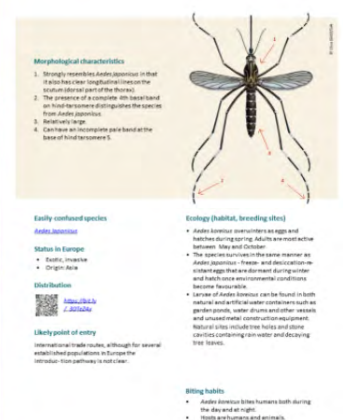 Morphological characteristics
1. Strongly resembles Aedes japonicus in that
it also has clear longitudinal lines on the
scutum (dorsal part of the thorax)
2. The presence of a complete 4th basal band
on hind-tarsomere distinguishes the species
from Aedes japonicus.
3. Relatively large
4. Can have an incomplete pale band at the
base of hind tarsomere 5.
1
2
3
4
Easily confused species
Aedes japonicus
Status in Europe
• Exotic, invasive
• Origin: Asia
Distribution
https://bit.ly
Likely point of entry
International trade routes, although for several
established populations in Europe the
introduc- tion pathway is not clear.
Ecology (habitat, breeding sites)
• Aedes koreicus overwinters as eggs and
hatches during spring. Adults are most active
between May and October
• The species survives in the same manner as
Aedes japonicus - freeze- and desiccation-re-
sistant eggs that are dormant during winter
and hatch once environmental conditions
become favourable.
• Larvae of Aedes koreicus can be found in both
natural and artificial water containers such as
garden ponds, water drums and other vessels
and unused metal construction equipment.
Natural sites include tree holes and stone
cavities containing rain water and decaying
tree leaves.
Biting habits
• Aedes koreicus bites humans both during
the day and at night.
• Hosts are humans and animals.